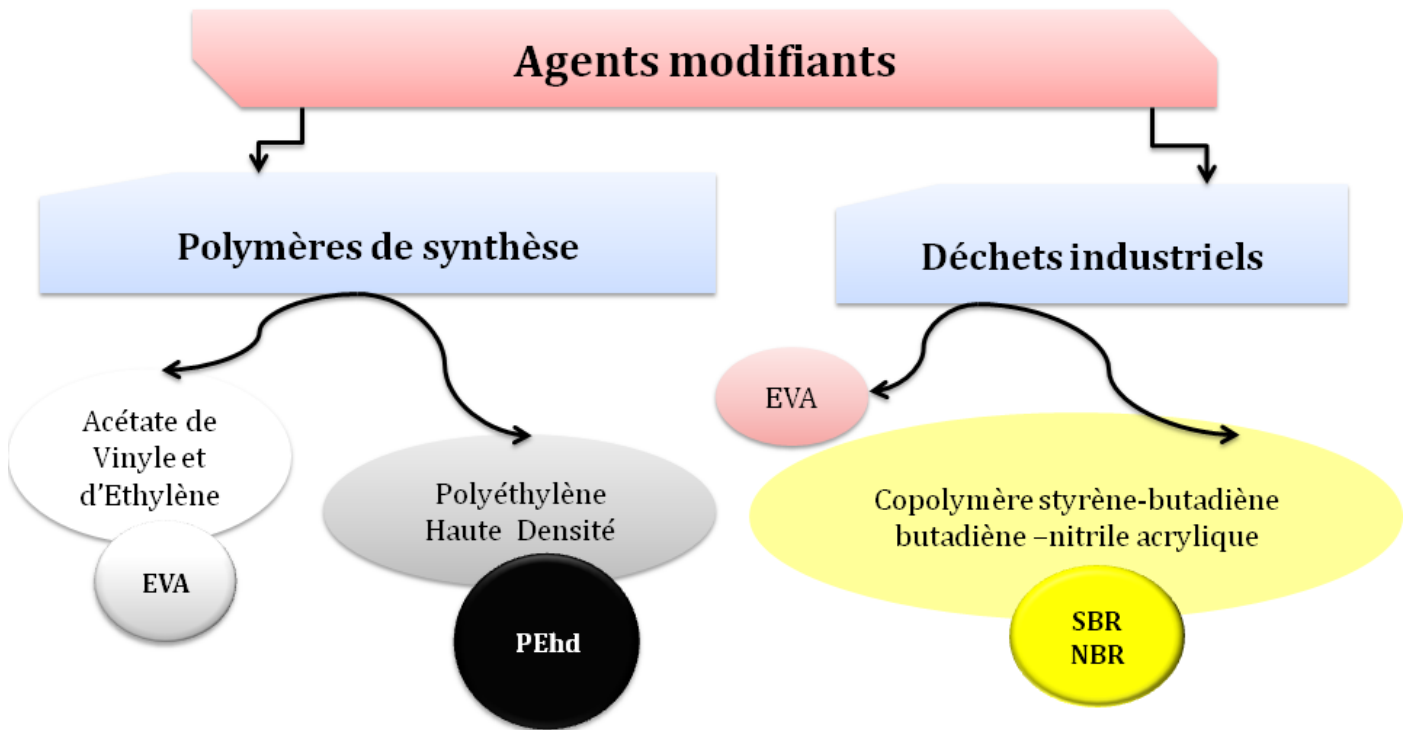 Agents modifiants
Polymères de synthèse
Déchets industriels
Acétate de
Vinyle et
d'Ethylène
EVA
Polyéthylène
Haute Densité
PEhd
EVA
Copolymère styrène-butadiène
butadiène –nitrile acrylique
SBR
NBR